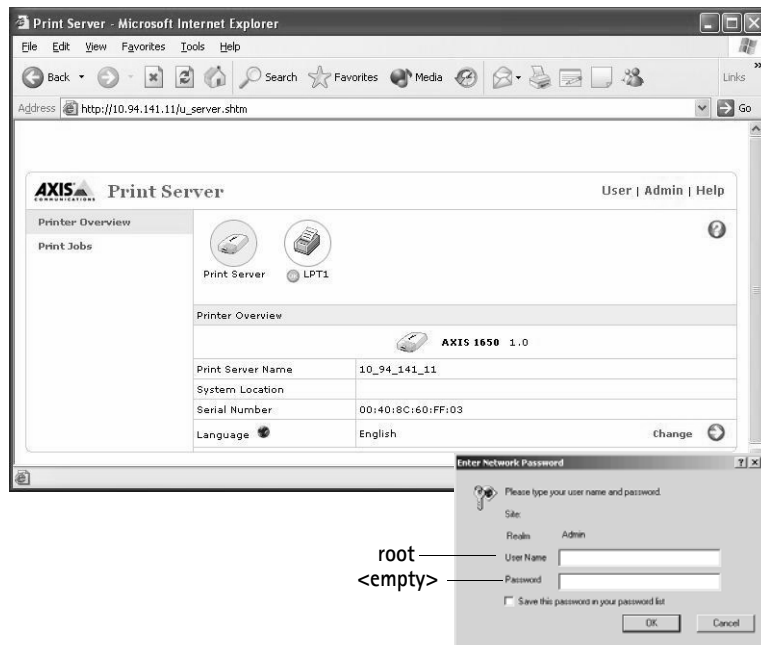 Print Server - Microsoft Internet Explorer
File Edit View Favorites Tools Help
Back Search Favorites Media Links
Address http://10.94.141.11/u_server.shtm Go
AXIS COMMUNICATIONS Print Server User | Admin | Help
Printer Overview
Print Jobs
Print Server LPT1
Printer Overview
AXIS 1650 1.0
Print Server Name 10_94_141_11
System Location
Serial Number 00:40:8C:60:FF:03
Language English Change
Enter Network Password
Please type your user name and password.
Site:
Realm Admin
root User Name
<empty> Password
Save this password in your password list
OK Cancel